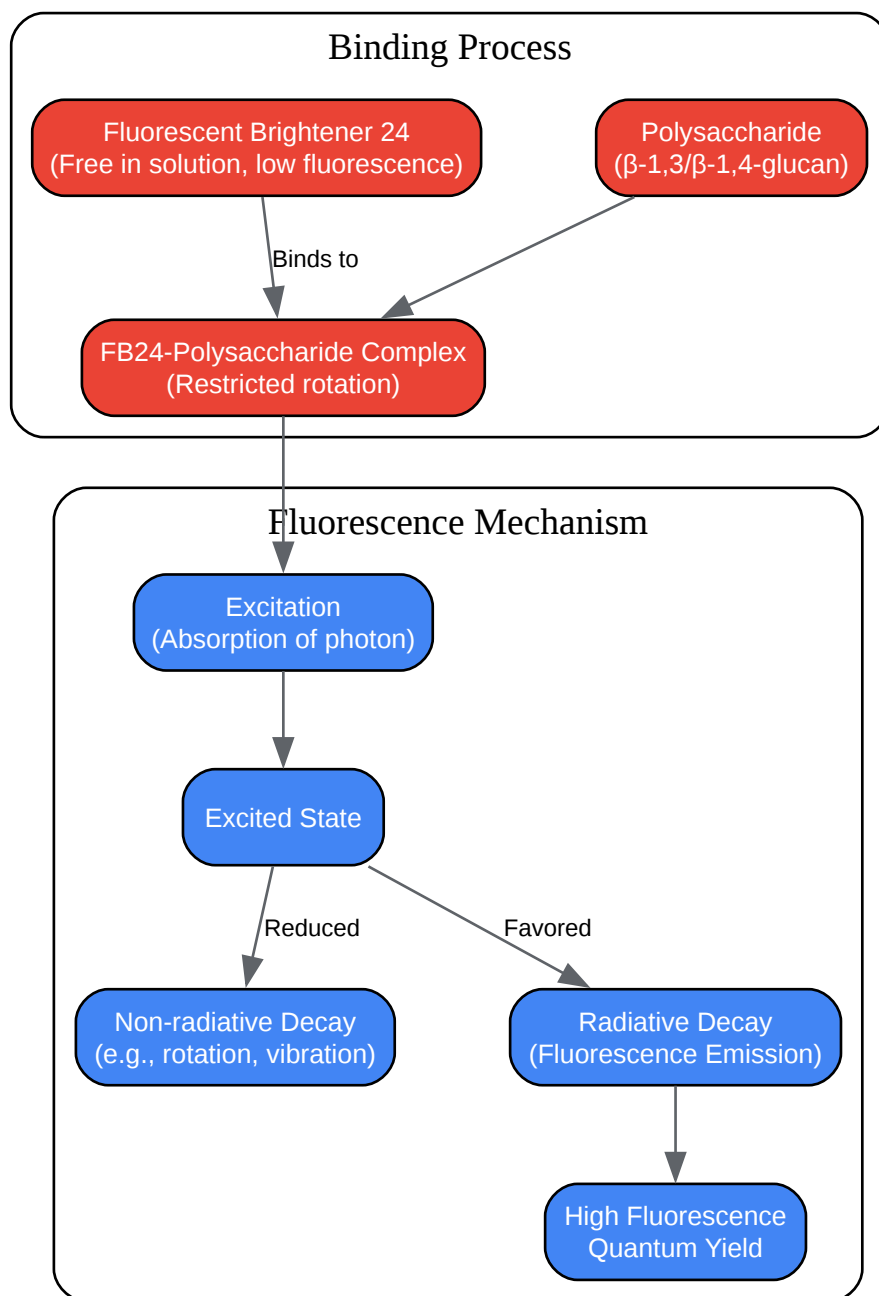 Binding Process
Fluorescent Brightener 24
(Free in solution, low fluorescence)
Polysaccharide
(β-1,3/β-1,4-glucan)
Binds to
FB24-Polysaccharide Complex
(Restricted rotation)
Fluorescence Mechanism
Excitation
(Absorption of photon)
Excited State
Reduced
Favored
Non-radiative Decay
(e.g., rotation, vibration)
Radiative Decay
(Fluorescence Emission)
High Fluorescence
Quantum Yield